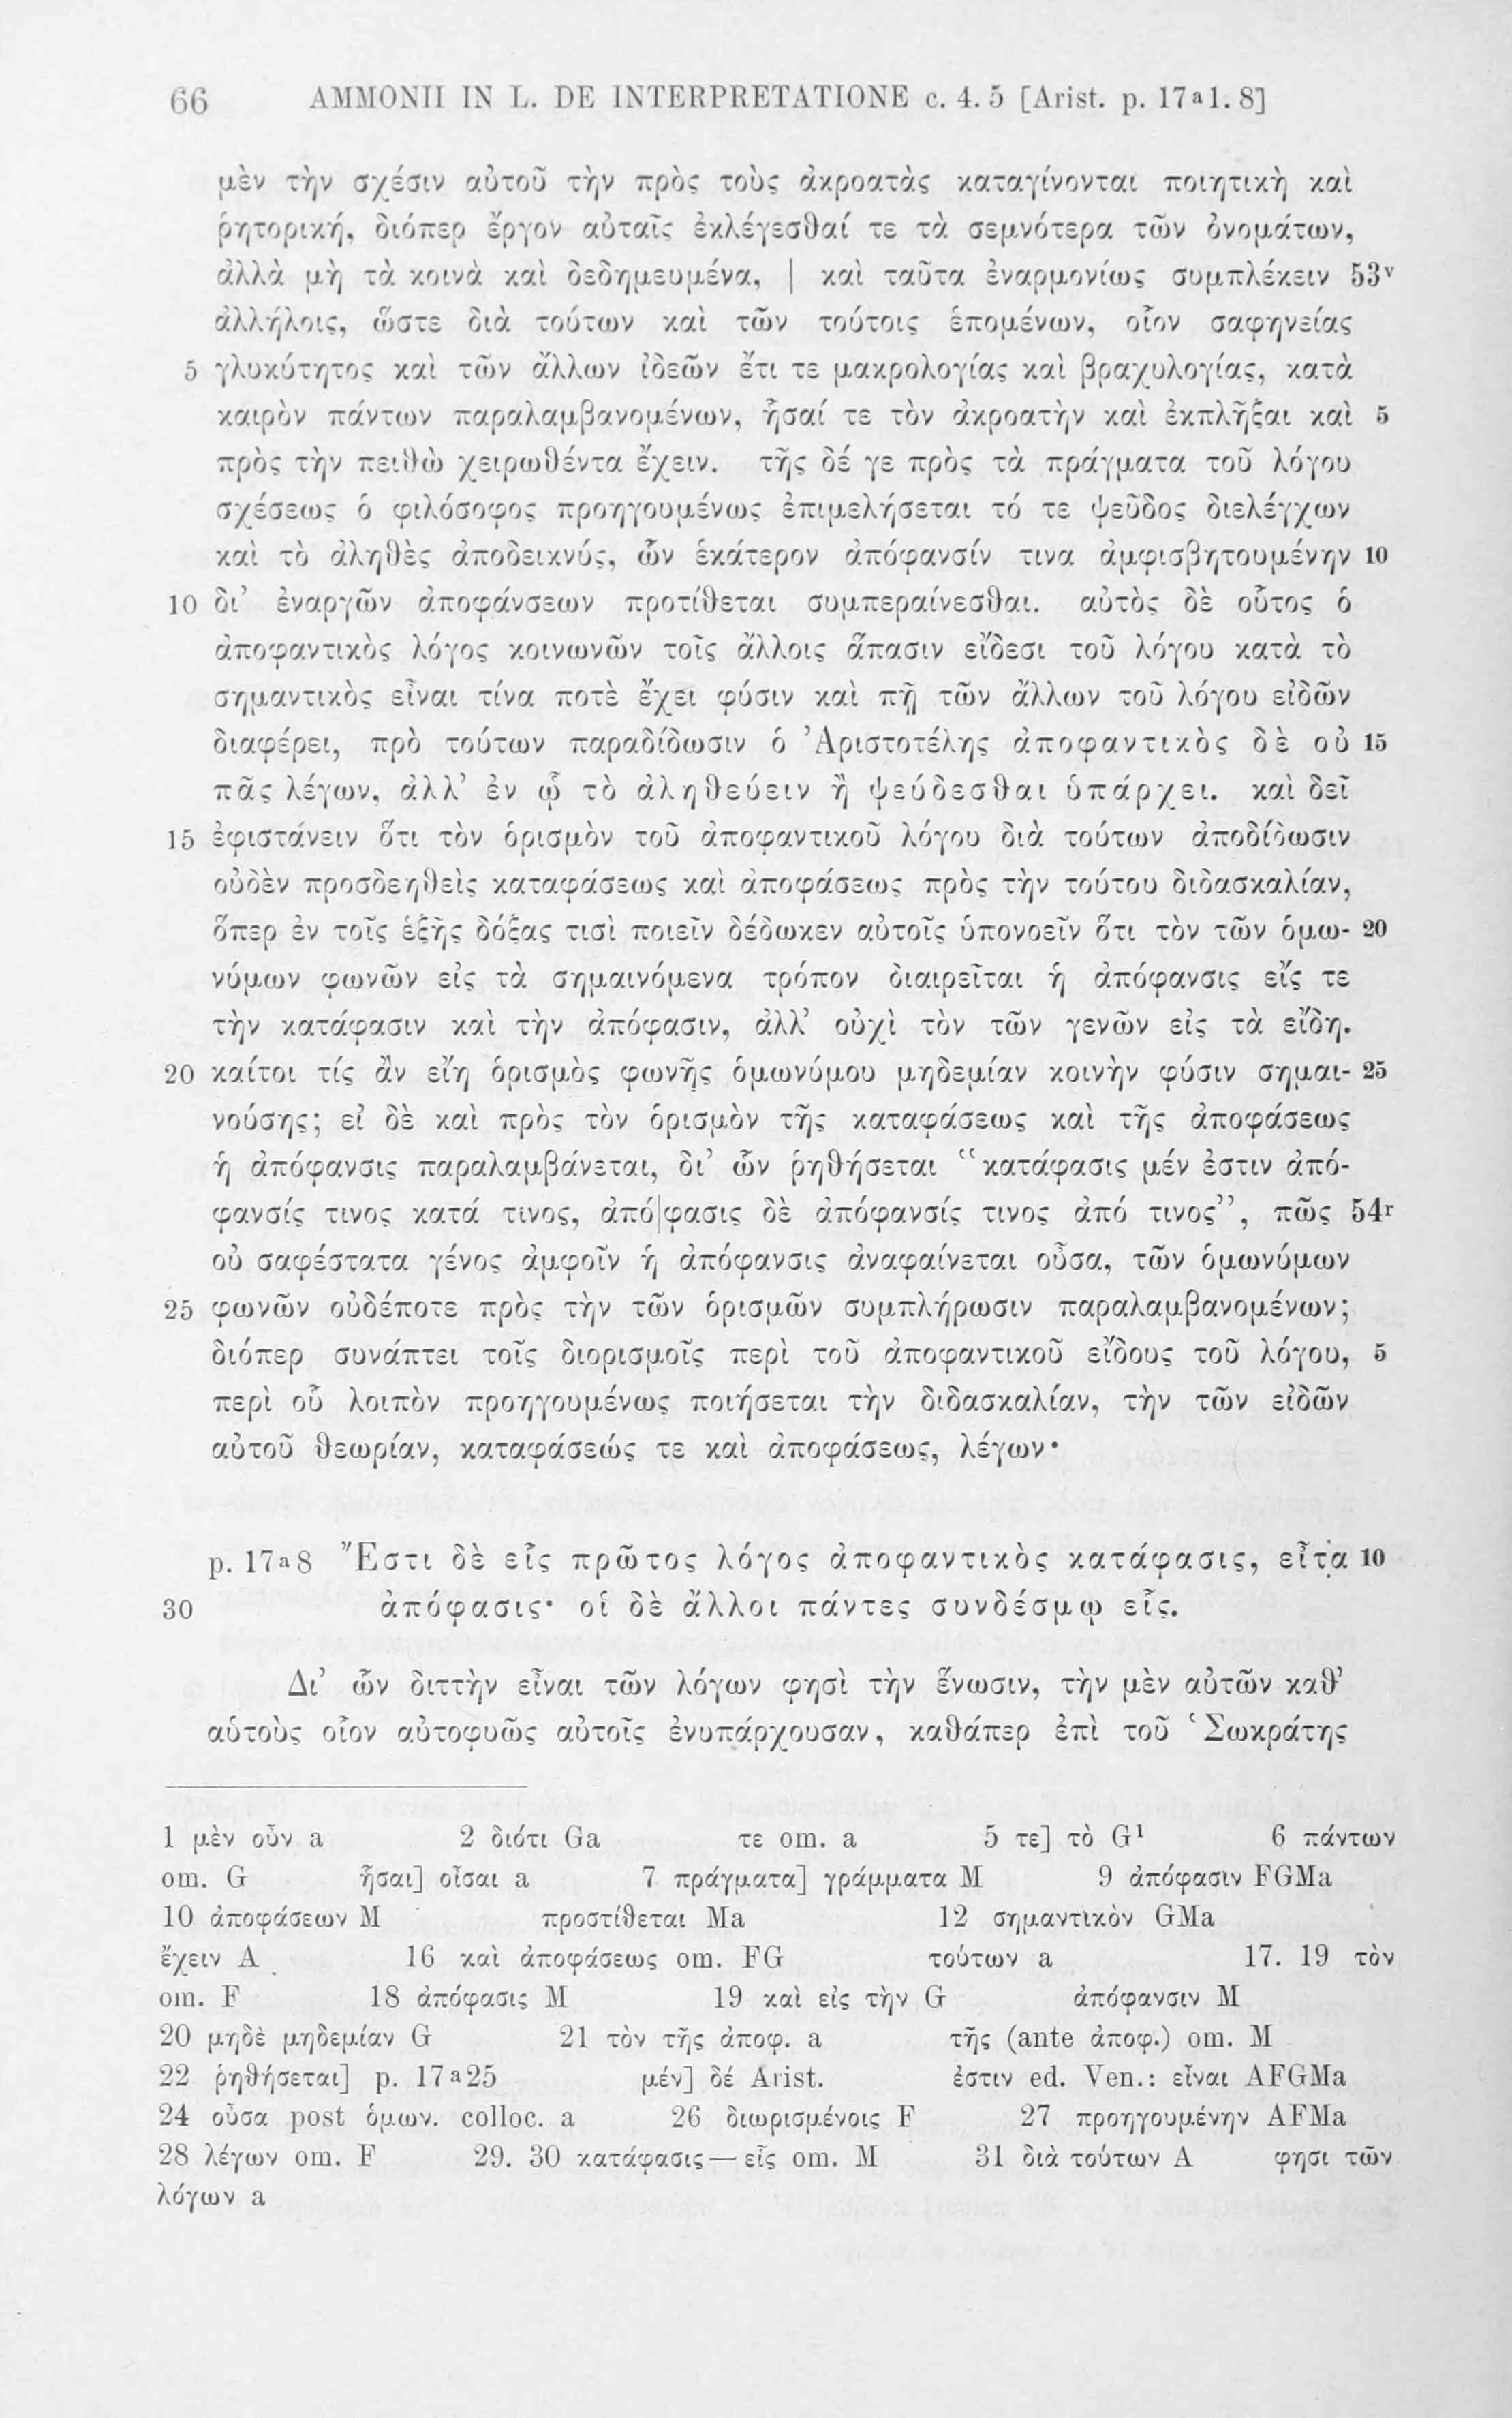 66 AMMONII IN L. DE INTERPRETATIONE c. 4. 5 [Arist. p. 17a1. 8]
μὲν τὴν σχέσιν αὐτοῦ τὴν πρὸς τοὺς ἀκροατὰς καταγίνονται ποιητικὴ καὶ
ῥητορική, διόπερ ἔργον αὐταῖς ἐκλέγεσθαί τε τὰ σεμνότερα τῶν ὀνομάτων,
ἀλλὰ μὴ τὰ κοινὰ καὶ δεδημευμένα, | καὶ ταῦτα ἐναρμονίως συμπλέκειν 53v
ἀλλήλοις, ὥστε διὰ τούτων καὶ τῶν τούτοις ἑπομένων, οἷον σαφηνείας
5 γλυκύτητος καὶ τῶν ἄλλων ἰδεῶν ἔτι τε μακρολογίας καὶ βραχυλογίας, κατὰ
καιρὸν πάντων παραλαμβανομένων, ἧσαί τε τὸν ἀκροατὴν καὶ ἐκπλῆξαι καὶ 5
πρὸς τὴν πειθὼ χειρωθέντα ἔχειν. τῆς δέ γε πρὸς τὰ πράγματα τοῦ λόγου
σχέσεως ὁ φιλόσοφος προηγουμένως ἐπιμελήσεται τό τε ψεῦδος διελέγχων
καὶ τὸ ἀληθὲς ἀποδεικνύς, ὧν ἑκάτερον ἀπόφανσίν τινα ἀμφισβητουμένην 10
10 δι’ ἐναργῶν ἀποφάνσεων προτίθεται συμπεραίνεσθαι. αὐτὸς δὲ οὗτος ὁ
ἀποφαντικὸς λόγος κοινωνῶν τοῖς ἄλλοις ἅπασιν εἴδεσι τοῦ λόγου κατὰ τὸ
σημαντικὸς εἶναι τίνα ποτὲ ἔχει φύσιν καὶ πῇ τῶν ἄλλων τοῦ λόγου εἰδῶν
διαφέρει, πρὸ τούτων παραδίδωσιν ὁ Ἀριστοτέλης ἀποφαντικὸς δὲ οὐ 15
πᾶς λέγων, ἀλλ’ ἐν ᾧ τὸ ἀληθεύειν ἢ ψεύδεσθαι ὑπάρχει. καὶ δεῖ
15 ἐφιστάνειν ὅτι τὸν ὁρισμὸν τοῦ ἀποφαντικοῦ λόγου διὰ τούτων ἀποδίδωσιν
οὐδὲν προσδεηθεὶς καταφάσεως καὶ ἀποφάσεως πρὸς τὴν τούτου διδασκαλίαν,
ὅπερ ἐν τοῖς ἑξῆς δόξας τισὶ ποιεῖν δέδωκεν αὐτοῖς ὑπονοεῖν ὅτι τὸν τῶν ὁμω- 20
νύμων φωνῶν εἰς τὰ σημαινόμενα τρόπον διαιρεῖται ἡ ἀπόφανσις εἴς τε
τὴν κατάφασιν καὶ τὴν ἀπόφασιν, ἀλλ’ οὐχὶ τὸν τῶν γενῶν εἰς τὰ εἴδη.
20 καίτοι τίς ἂν εἴη ὁρισμὸς φωνῆς ὁμωνύμου μηδεμίαν κοινὴν φύσιν σημαι- 25
νούσης; εἰ δὲ καὶ πρὸς τὸν ὁρισμὸν τῆς καταφάσεως καὶ τῆς ἀποφάσεως
ἡ ἀπόφανσις παραλαμβάνεται, δι’ ὧν ῥηθήσεται “κατάφασις μέν ἐστιν ἀπό-
φανσίς τινος κατά τινος, ἀπό|φασις δὲ ἀπόφανσίς τινος ἀπό τινος”, πῶς 54r
οὐ σαφέστατα γένος ἀμφοῖν ἡ ἀπόφανσις ἀναφαίνεται οὖσα, τῶν ὁμωνύμων
25 φωνῶν οὐδέποτε πρὸς τὴν τῶν ὁρισμῶν συμπλήρωσιν παραλαμβανομένων;
διόπερ συνάπτει τοῖς διορισμοῖς περὶ τοῦ ἀποφαντικοῦ εἴδους τοῦ λόγου, 5
περὶ οὗ λοιπὸν προηγουμένως ποιήσεται τὴν διδασκαλίαν, τὴν τῶν εἰδῶν
αὐτοῦ θεωρίαν, καταφάσεώς τε καὶ ἀποφάσεως, λέγων·
p. 17a8 Ἔστι δὲ εἷς πρῶτος λόγος ἀποφαντικὸς κατάφασις, εἶτα 10
30 ἀπόφασις· οἱ δὲ ἄλλοι πάντες συνδέσμῳ εἷς.
Δι’ ὧν διττὴν εἶναι τῶν λόγων φησὶ τὴν ἕνωσιν, τὴν μὲν αὐτῶν καθ’
αὑτοὺς οἷον αὐτοφυῶς αὐτοῖς ἐνυπάρχουσαν, καθάπερ ἐπὶ τοῦ ‘Σωκράτης
1 μὲν οὖν a 2 διότι Ga τε om. a 5 τε] τὸ G1 6 πάντων
om. G ἧσαι] οἷσαι a 7 πράγματα] γράμματα M 9 ἀπόφασιν FGMa
10 ἀποφάσεων M προστίθεται Ma 12 σημαντικὸν GMa
ἔχειν A 16 καὶ ἀποφάσεως om. FG τούτων a 17. 19 τὸν
om. F 18 ἀπόφασις M 19 καὶ εἰς τὴν G ἀπόφανσιν M
20 μηδὲ μηδεμίαν G 21 τὸν τῆς ἀποφ. a τῆς (ante ἀποφ.) om. M
22 ῥηθήσεται] p. 17a25 μέν] δέ Arist. ἐστιν ed. Ven.: εἶναι AFGMa
24 οὖσα post ὁμων. colloc. a 26 διωρισμένοις F 27 προηγουμένην AFMa
28 λέγων om. F 29. 30 κατάφασις — εἷς om. M 31 διὰ τούτων A φησι τῶν
λόγων a